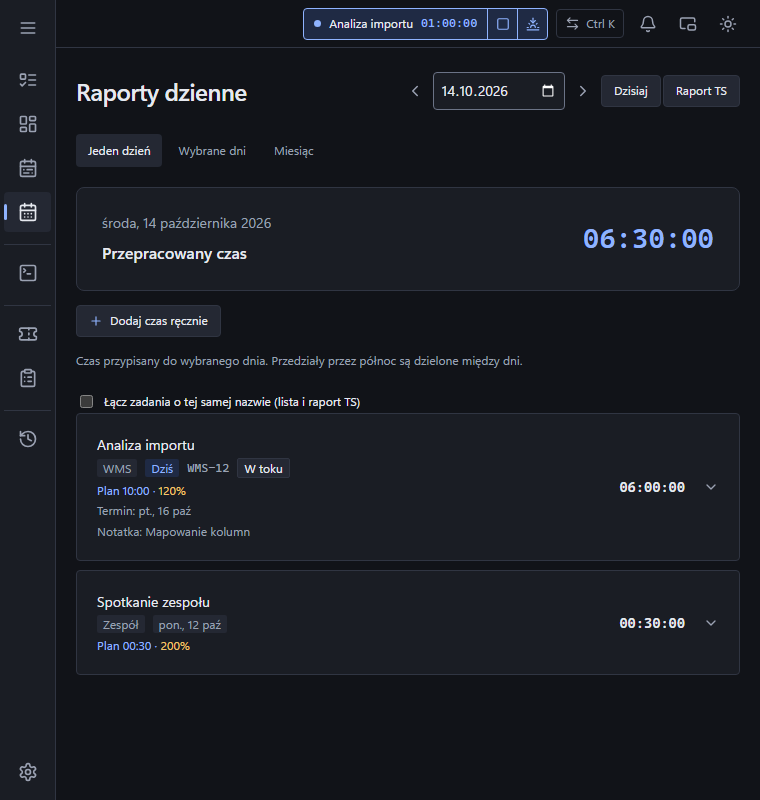 Analiza importu 01:00:00
Ctrl K
Raporty dzienne
14.10.2026
Dzisiaj
Raport TS
Jeden dzień
Wybrane dni
Miesiąc
środa, 14 października 2026
Przepracowany czas
06:30:00
Dodaj czas ręcznie
Czas przypisany do wybranego dnia. Przedziały przez północ są dzielone między dni.
Łącz zadania o tej samej nazwie (lista i raport TS)
Analiza importu
WMS Dziś WMS-12 W toku
Plan 10:00 · 120%
Termin: pt., 16 paź
Notatka: Mapowanie kolumn
06:00:00
Spotkanie zespołu
Zespół pon., 12 paź
Plan 00:30 · 200%
00:30:00